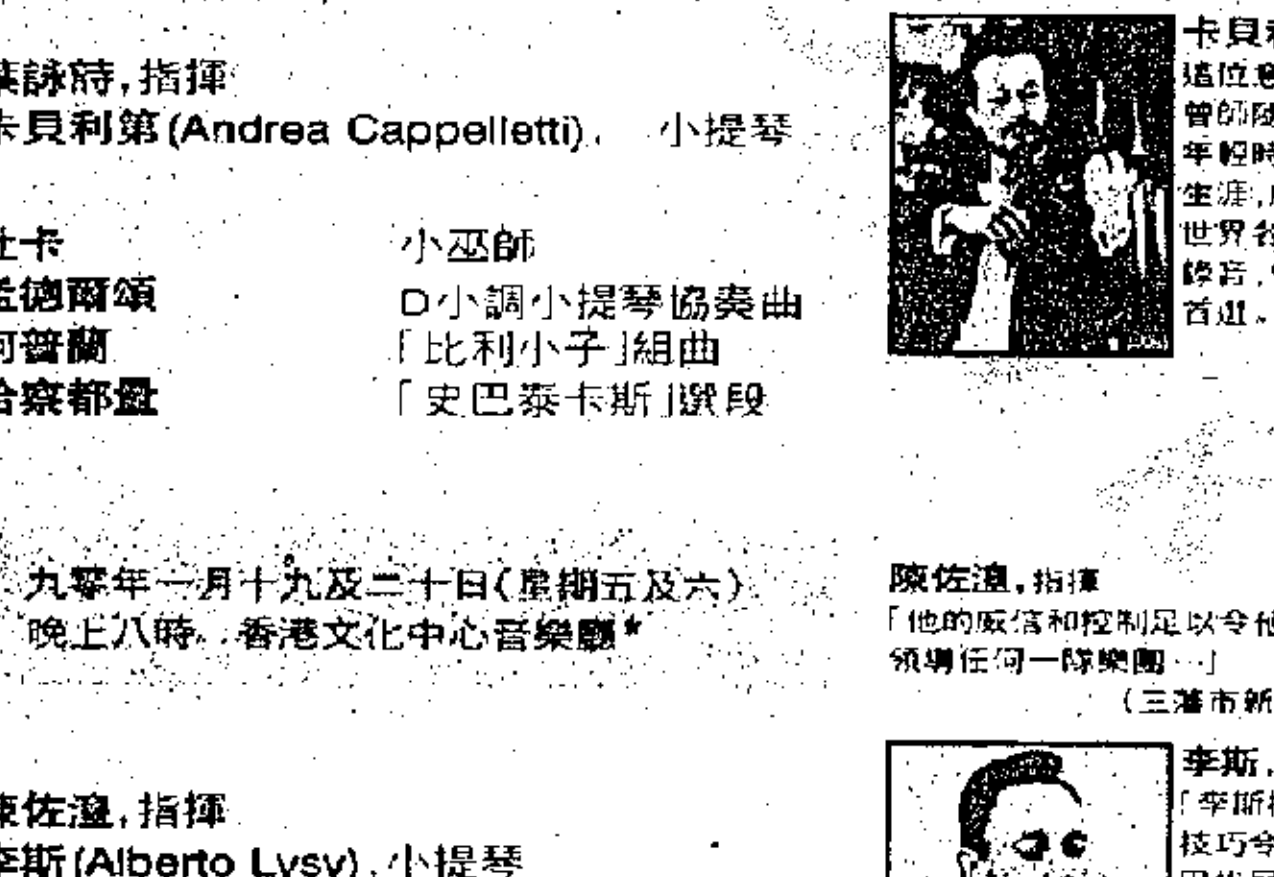 葉詠詩,指揮
卡貝利第(Andrea Cappelletti), 小提琴
杜卡 小巫師
孟德爾頌 D小調小提琴協奏曲
柯普蘭 「比利小子」組曲
哈察都量 「史巴泰卡斯」選段
九零年一月十九及二十日(星期五及六)
晚上八時 香港文化中心音樂廳*
陳佐湟,指揮
李斯(Alberto Lysy),小提琴
卡貝利
這位意
曾師
年輕時
生涯,
世界各
錄音,
首
陳佐湟,指揮
「他的威信和控制足以令他
領導任何一隊樂團…」
(三藩市新
李斯,
「李斯
技巧令